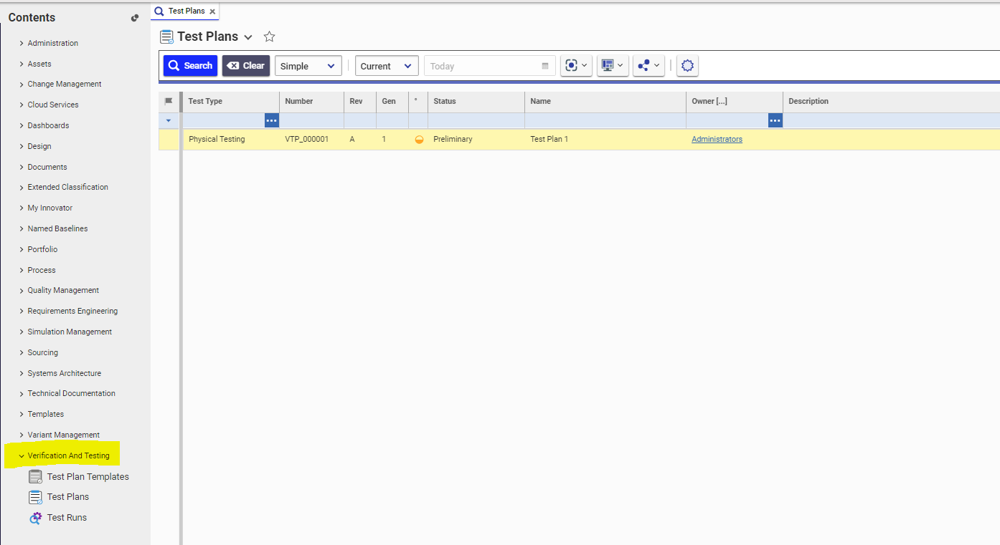 Contents
Administration
Assets
Change Management
Cloud Services
Dashboards
Design
Documents
Extended Classification
My Innovator
Named Baselines
Portfolio
Process
Quality Management
Requirements Engineering
Simulation Management
Sourcing
Systems Architecture
Technical Documentation
Templates
Variant Management
Verification And Testing
Test Plan Templates
Test Plans
Test Runs
Test Plans
Test Plans
Search Clear Simple Current Today
Test Type Number Rev Gen ° Status Name Owner [...] Description
Physical Testing VTP_000001 A 1 Preliminary Test Plan 1 Administrators